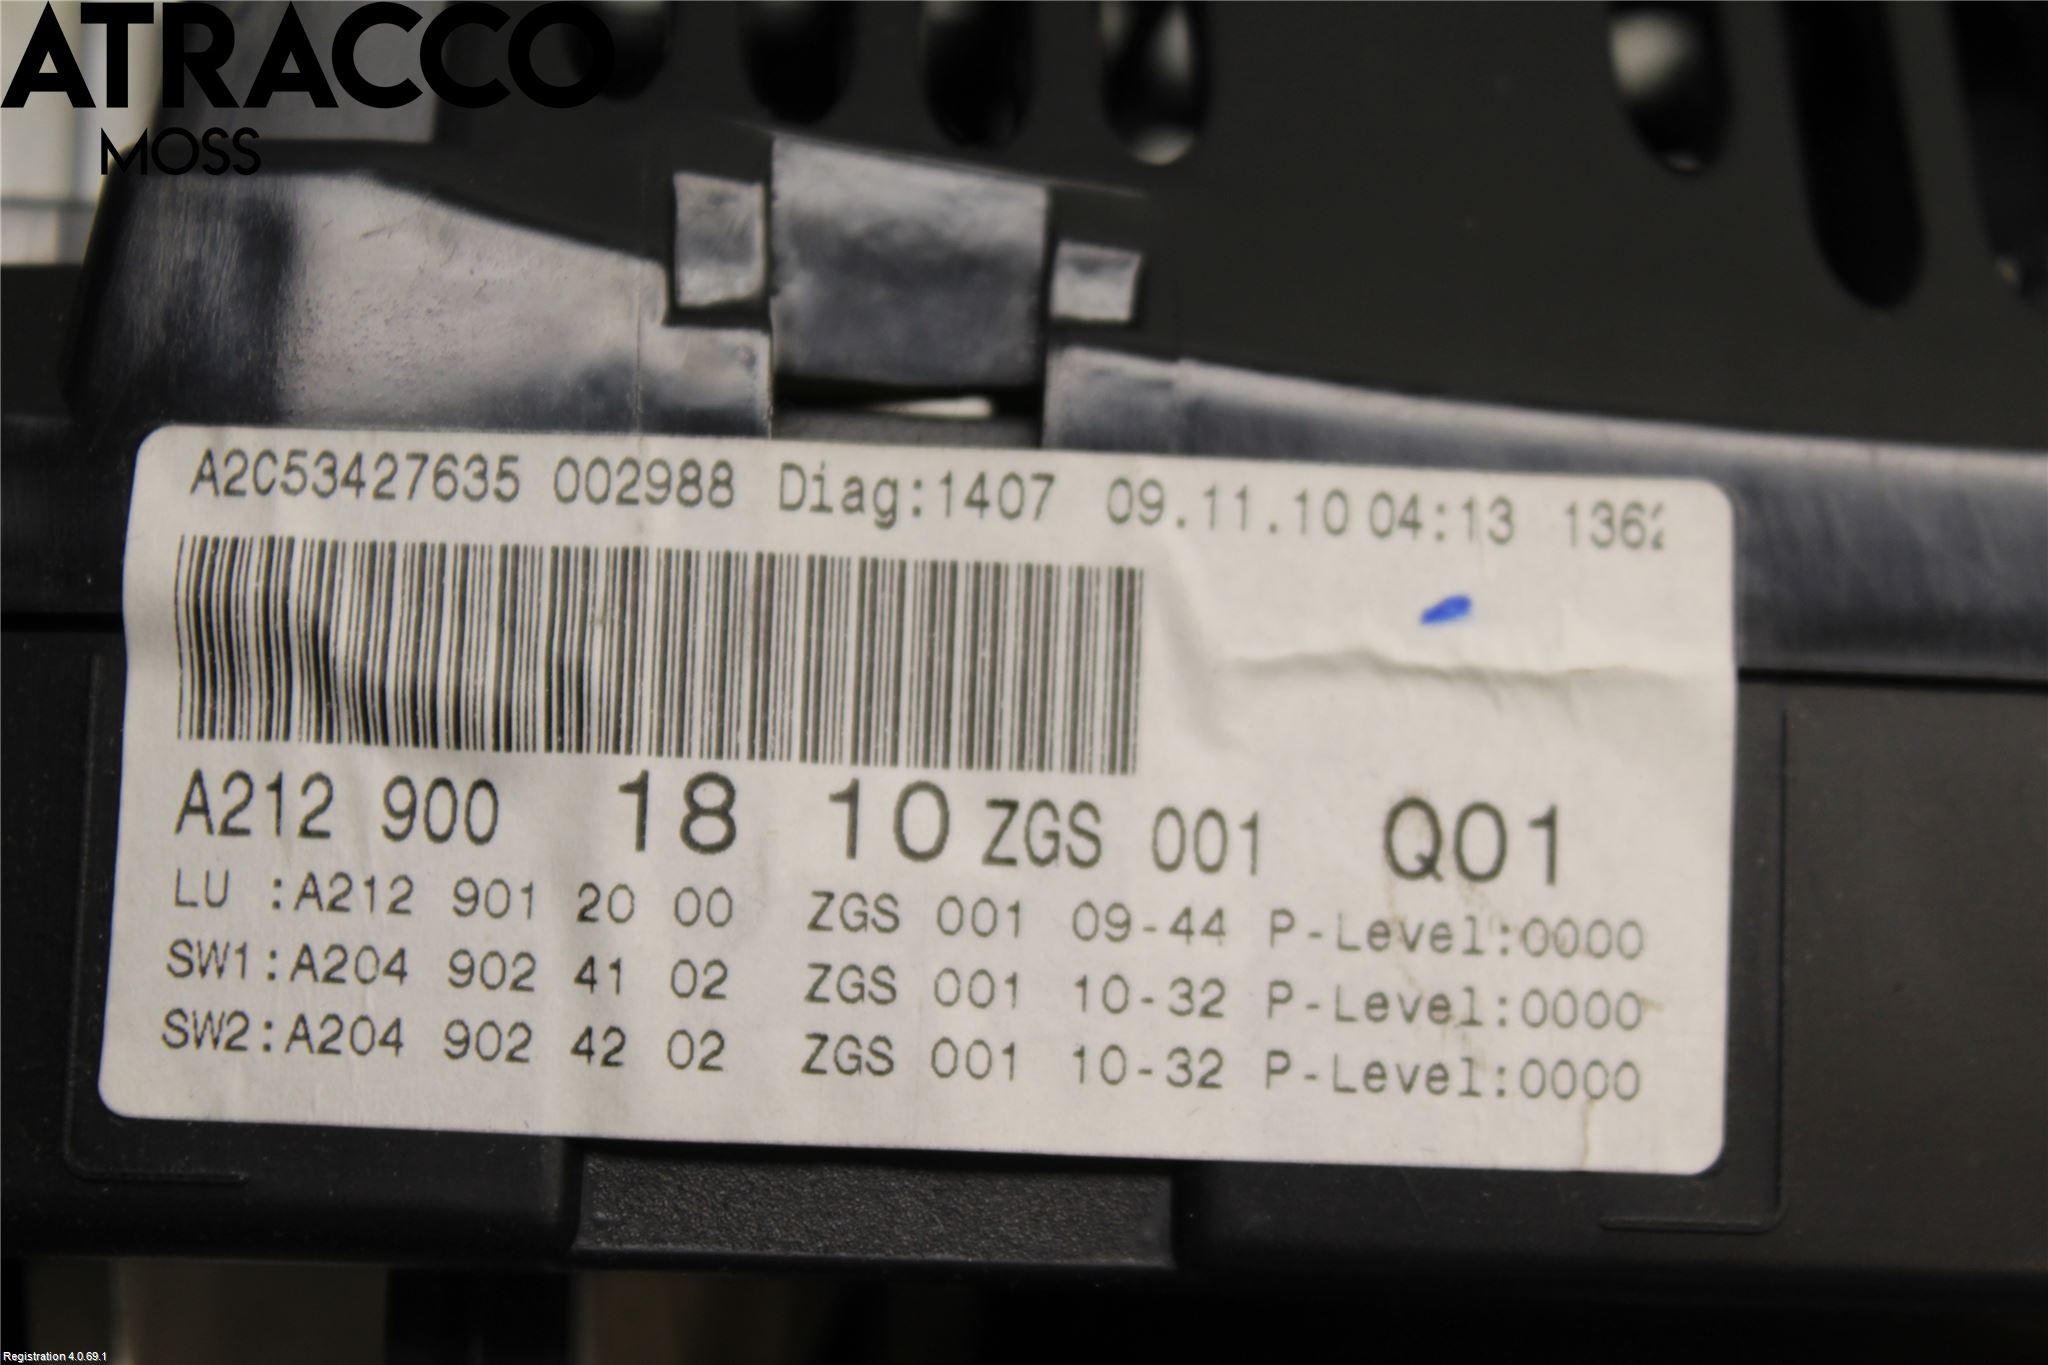 ATRACCO
MOSS
A2C53427635 002988 Diag:1407 09.11.10 04:13 1362
A212 900 18 10 ZGS 001 Q01
LU :A212 901 20 00 ZGS 001 09-44 P-Level:0000
SW1:A204 902 41 02 ZGS 001 10-32 P-Level:0000
SW2:A204 902 42 02 ZGS 001 10-32 P-Level:0000
Registration 4.0.69.1